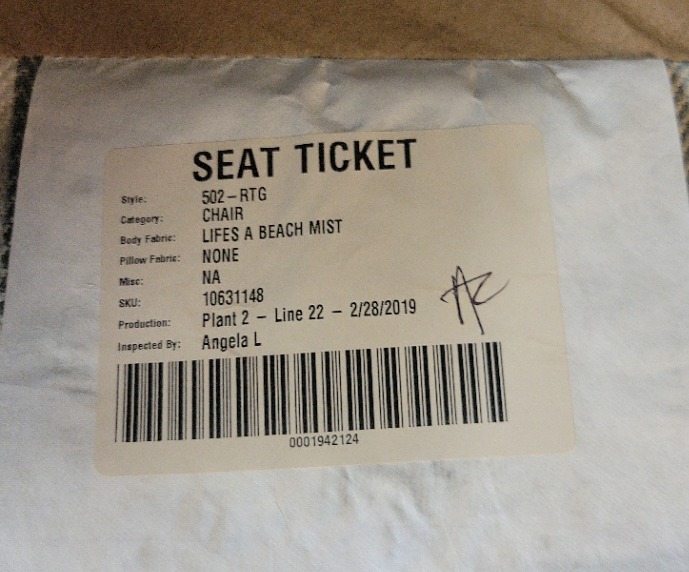 SEAT TICKET
Style: 502-RTG
Category: CHAIR
Body Fabric: LIFES A BEACH MIST
Pillow Fabric: NONE
Misc: NA
SKU: 10631148
Production: Plant 2 - Line 22 - 2/28/2019
Inspected By: Angela L
0001942124